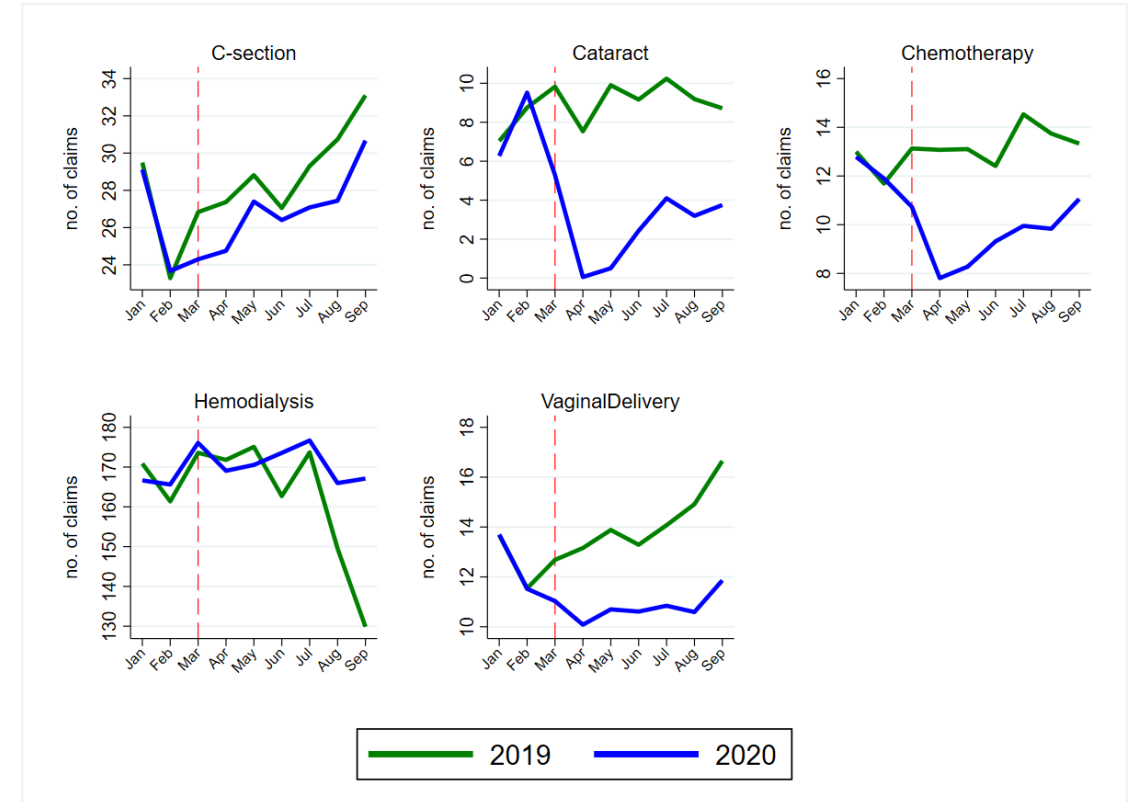 C-section
no. of claims
34
32
30
28
26
24
Jan Feb Mar Apr May Jun Jul Aug Sep
Cataract
no. of claims
10
8
6
4
2
0
Jan Feb Mar Apr May Jun Jul Aug Sep
Chemotherapy
no. of claims
16
14
12
10
8
Jan Feb Mar Apr May Jun Jul Aug Sep
Hemodialysis
no. of claims
180
170
160
150
140
130
Jan Feb Mar Apr May Jun Jul Aug Sep
VaginalDelivery
no. of claims
18
16
14
12
10
Jan Feb Mar Apr May Jun Jul Aug Sep
2019 2020